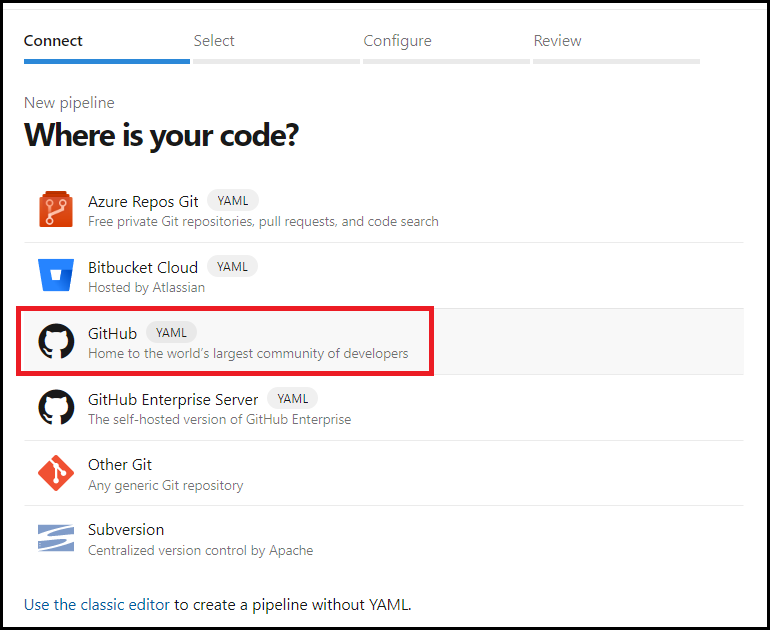 Connect Select Configure Review
New pipeline
Where is your code?
Azure Repos Git YAML
Free private Git repositories, pull requests, and code search
Bitbucket Cloud YAML
Hosted by Atlassian
GitHub YAML
Home to the world's largest community of developers
GitHub Enterprise Server YAML
The self-hosted version of GitHub Enterprise
Other Git
Any generic Git repository
Subversion
Centralized version control by Apache
Use the classic editor to create a pipeline without YAML.